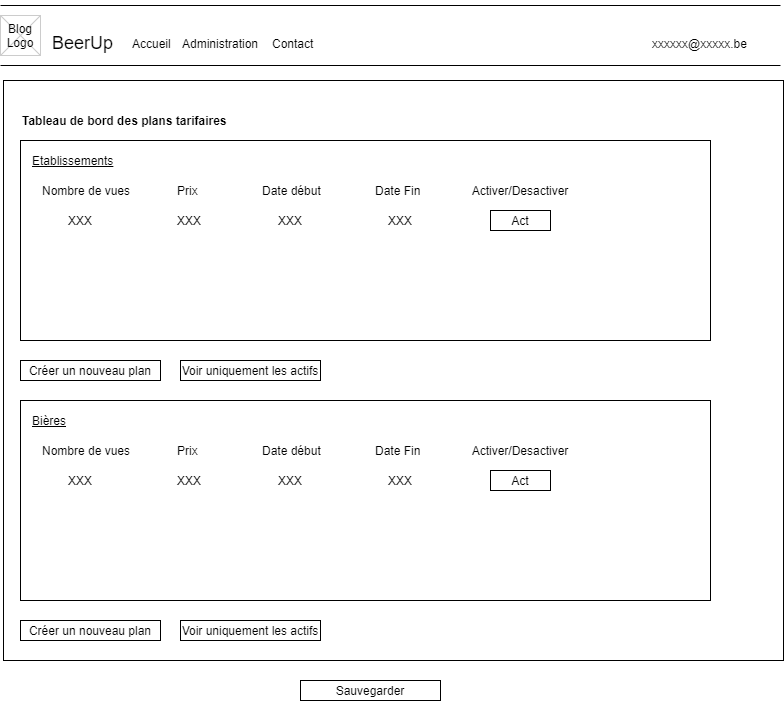 Blog
Logo
BeerUp Accueil Administration Contact xxxxxx@xxxxx.be
Tableau de bord des plans tarifaires
Etablissements
Nombre de vues Prix Date début Date Fin Activer/Desactiver
XXX XXX XXX XXX Act
Créer un nouveau plan Voir uniquement les actifs
Bières
Nombre de vues Prix Date début Date Fin Activer/Desactiver
XXX XXX XXX XXX Act
Créer un nouveau plan Voir uniquement les actifs
Sauvegarder